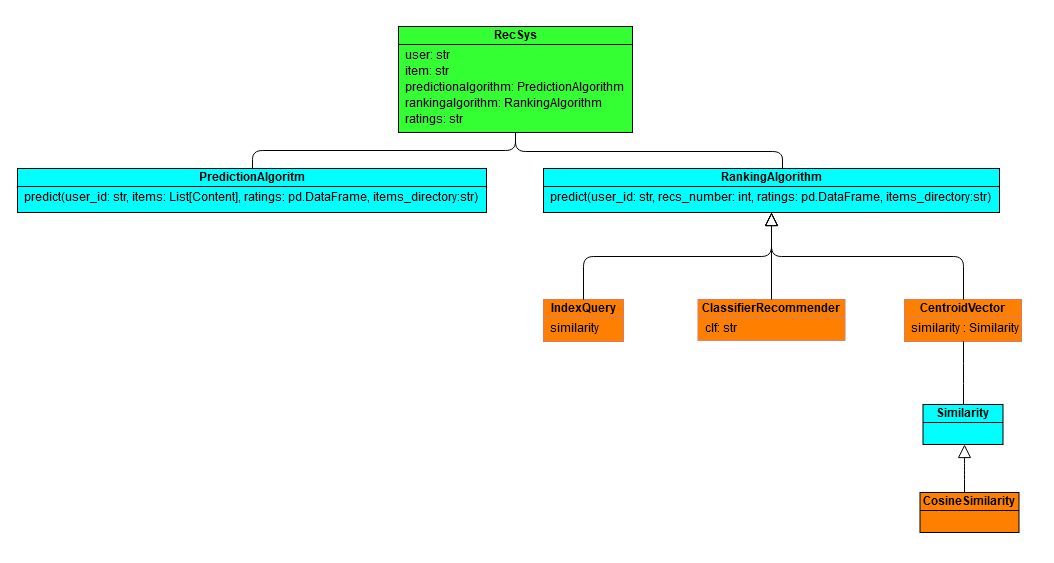 RecSys
user: str
item: str
predictionalgorithm: PredictionAlgorithm
rankingalgorithm: RankingAlgorithm
ratings: str
PredictionAlgoritm
predict(user_id: str, items: List[Content], ratings: pd.DataFrame, items_directory:str)
RankingAlgorithm
predict(user_id: str, recs_number: int, ratings: pd.DataFrame, items_directory:str)
IndexQuery
similarity
ClassifierRecommender
clf: str
CentroidVector
similarity : Similarity
Similarity
CosineSimilarity